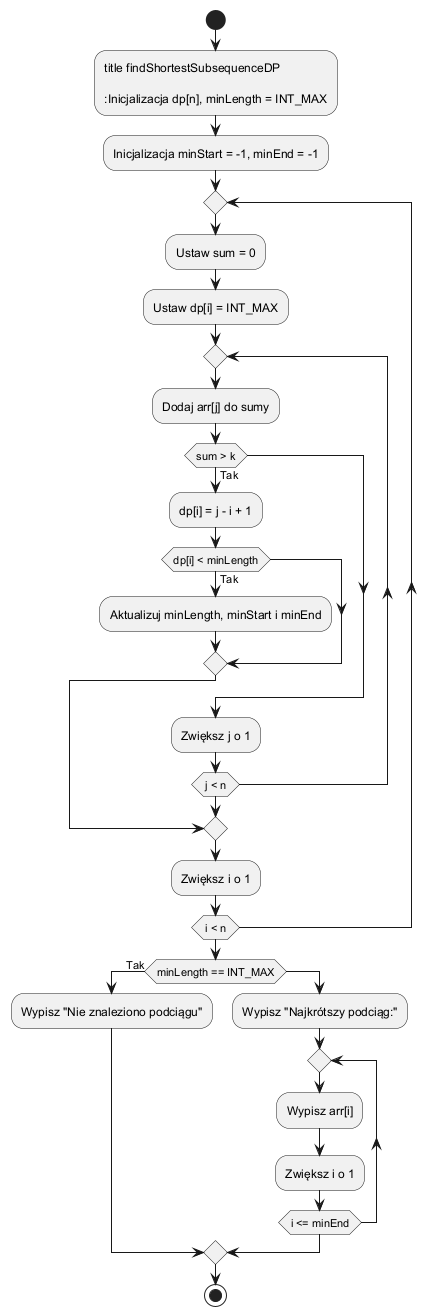 title findShortestSubsequenceDP
:Inicjalizacja dp[n], minLength = INT_MAX
Inicjalizacja minStart = -1, minEnd = -1
Ustaw sum = 0
Ustaw dp[i] = INT_MAX
Dodaj arr[j] do sumy
sum > k
Tak
dp[i] = j - i + 1
dp[i] < minLength
Tak
Aktualizuj minLength, minStart i minEnd
Zwiększ j o 1
j < n
Zwiększ i o 1
i < n
Tak
minLength == INT_MAX
Wypisz "Nie znaleziono podciągu"
Wypisz "Najkrótszy podciąg:"
Wypisz arr[i]
Zwiększ i o 1
i <= minEnd